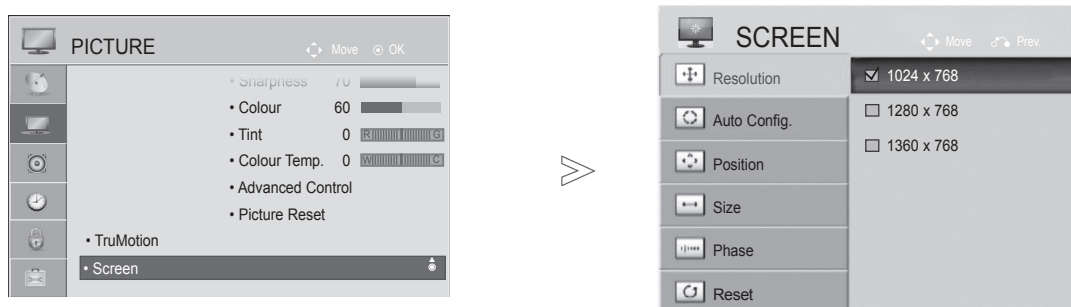 PICTURE
Move
OK
• Sharpness 70
• Colour 60
• Tint 0 R G
• Colour Temp. 0 W C
• Advanced Control
• Picture Reset
• TruMotion
• Screen
SCREEN
Move
Prev.
Resolution
Auto Config.
Position
Size
Phase
Reset
1024 x 768
1280 x 768
1360 x 768